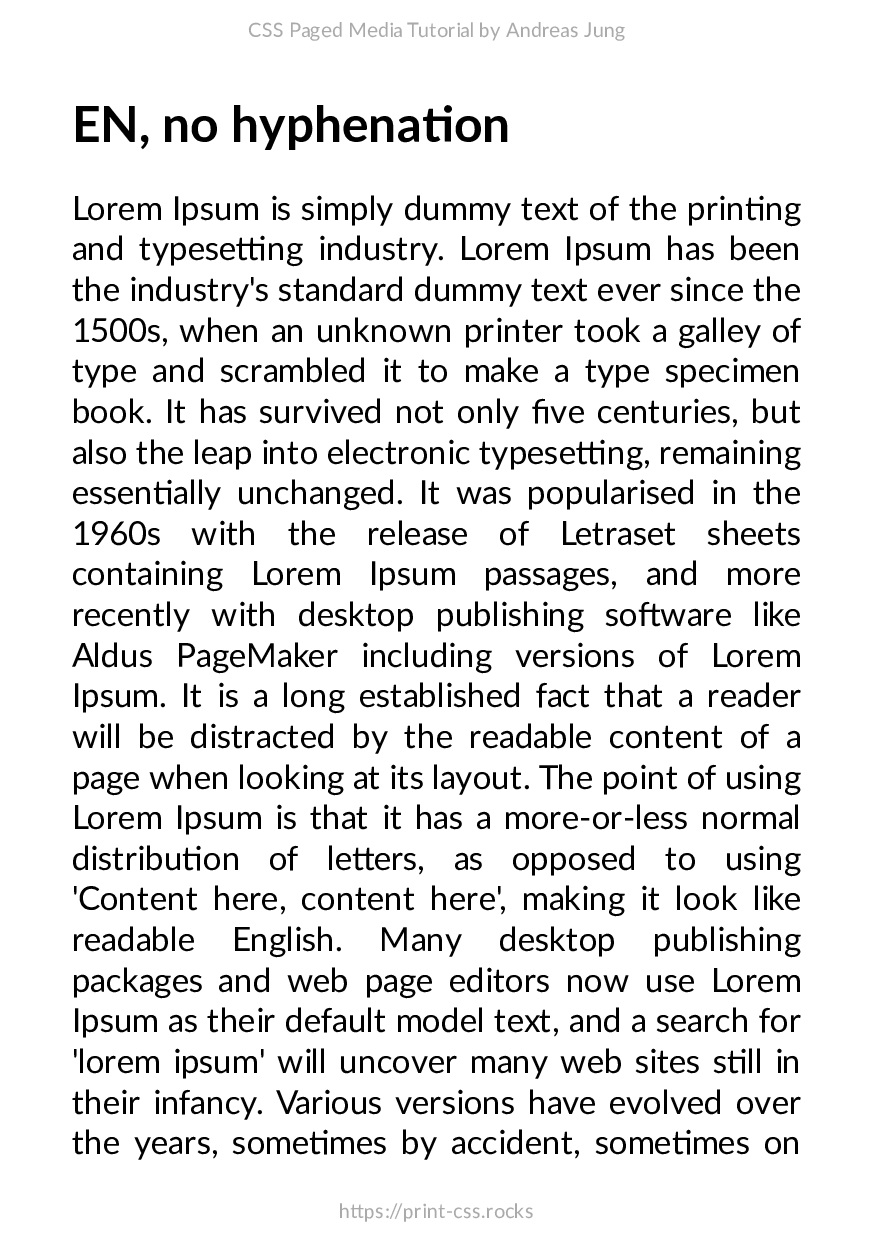 CSS Paged Media Tutorial by Andreas Jung
EN, no hyphenation
Lorem Ipsum is simply dummy text of the printing
and typesetting industry. Lorem Ipsum has been
the industry's standard dummy text ever since the
1500s, when an unknown printer took a galley of
type and scrambled it to make a type specimen
book. It has survived not only five centuries, but
also the leap into electronic typesetting, remaining
essentially unchanged. It was popularised in the
1960s with the release of Letraset sheets
containing Lorem Ipsum passages, and more
recently with desktop publishing software like
Aldus PageMaker including versions of Lorem
Ipsum. It is a long established fact that a reader
will be distracted by the readable content of a
page when looking at its layout. The point of using
Lorem Ipsum is that it has a more-or-less normal
distribution of letters, as opposed to using
'Content here, content here', making it look like
readable English. Many desktop publishing
packages and web page editors now use Lorem
Ipsum as their default model text, and a search for
'lorem ipsum' will uncover many web sites still in
their infancy. Various versions have evolved over
the years, sometimes by accident, sometimes on
https://print-css.rocks